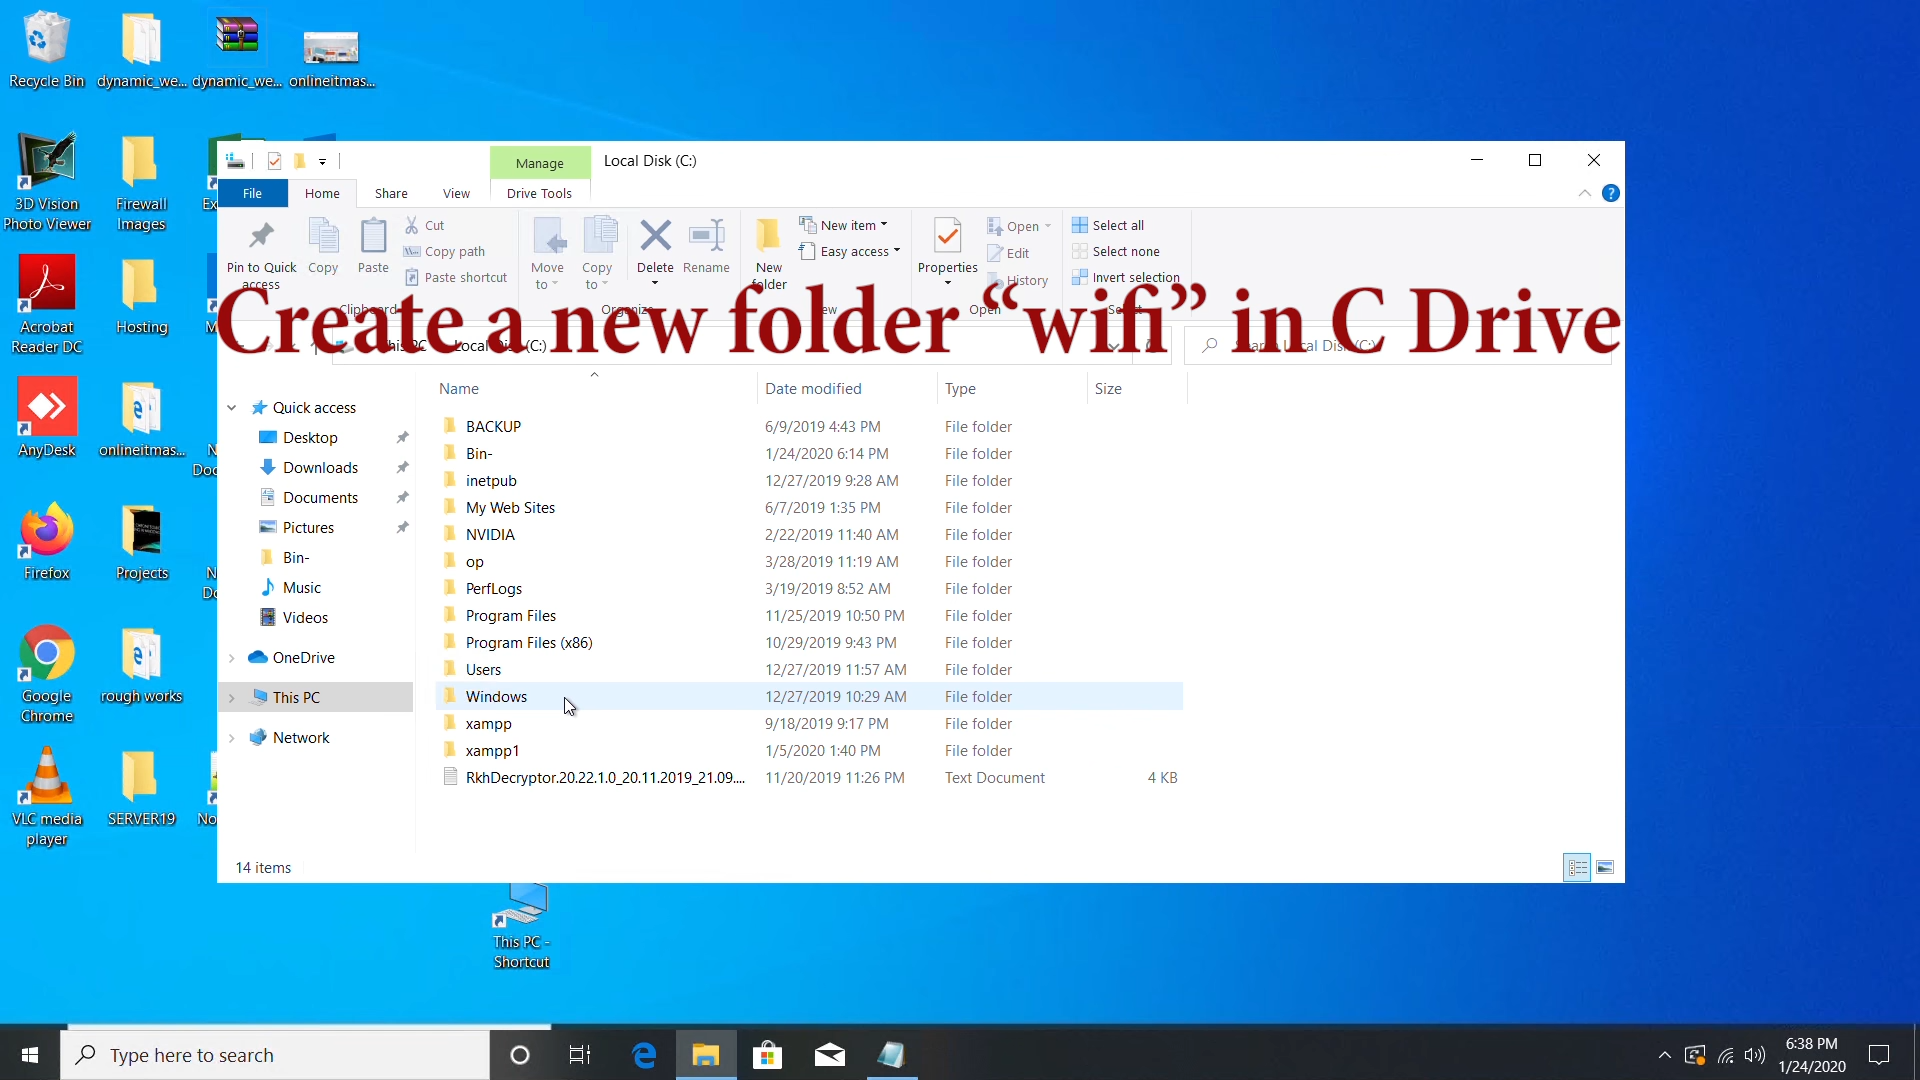 Recycle Bin
dynamic_we...
dynamic_we...
onlineitmas...
3D Vision
Photo Viewer
Firewall
Images
Acrobat
Reader DC
Hosting
AnyDesk
onlineitmas...
Firefox
Projects
Google
Chrome
rough works
VLC media
player
SERVER19
This PC -
Shortcut
Manage
Local Disk (C:)
File
Home
Share
View
Drive Tools
Pin to Quick
access
Copy
Paste
Cut
Copy path
Paste shortcut
Clipboard
Move
to
Copy
to
Delete
Rename
Organize
New
folder
New item
Easy access
Properties
Open
Edit
History
Open
Select all
Select none
Invert selection
Select
Create a new folder “wifi” in C Drive
This PC
Local Disk (C:)
Search Local Disk (C:)
Quick access
Desktop
Downloads
Documents
Pictures
Bin-
Music
Videos
OneDrive
This PC
Network
Name Date modified Type Size
BACKUP 6/9/2019 4:43 PM File folder
Bin- 1/24/2020 6:14 PM File folder
inetpub 12/27/2019 9:28 AM File folder
My Web Sites 6/7/2019 1:35 PM File folder
NVIDIA 2/22/2019 11:40 AM File folder
op 3/28/2019 11:19 AM File folder
PerfLogs 3/19/2019 8:52 AM File folder
Program Files 11/25/2019 10:50 PM File folder
Program Files (x86) 10/29/2019 9:43 PM File folder
Users 12/27/2019 11:57 AM File folder
Windows 12/27/2019 10:29 AM File folder
xampp 9/18/2019 9:17 PM File folder
xampp1 1/5/2020 1:40 PM File folder
RkhDecryptor.20.22.1.0_20.11.2019_21.09.... 11/20/2019 11:26 PM Text Document 4 KB
14 items
Type here to search
6:38 PM
1/24/2020